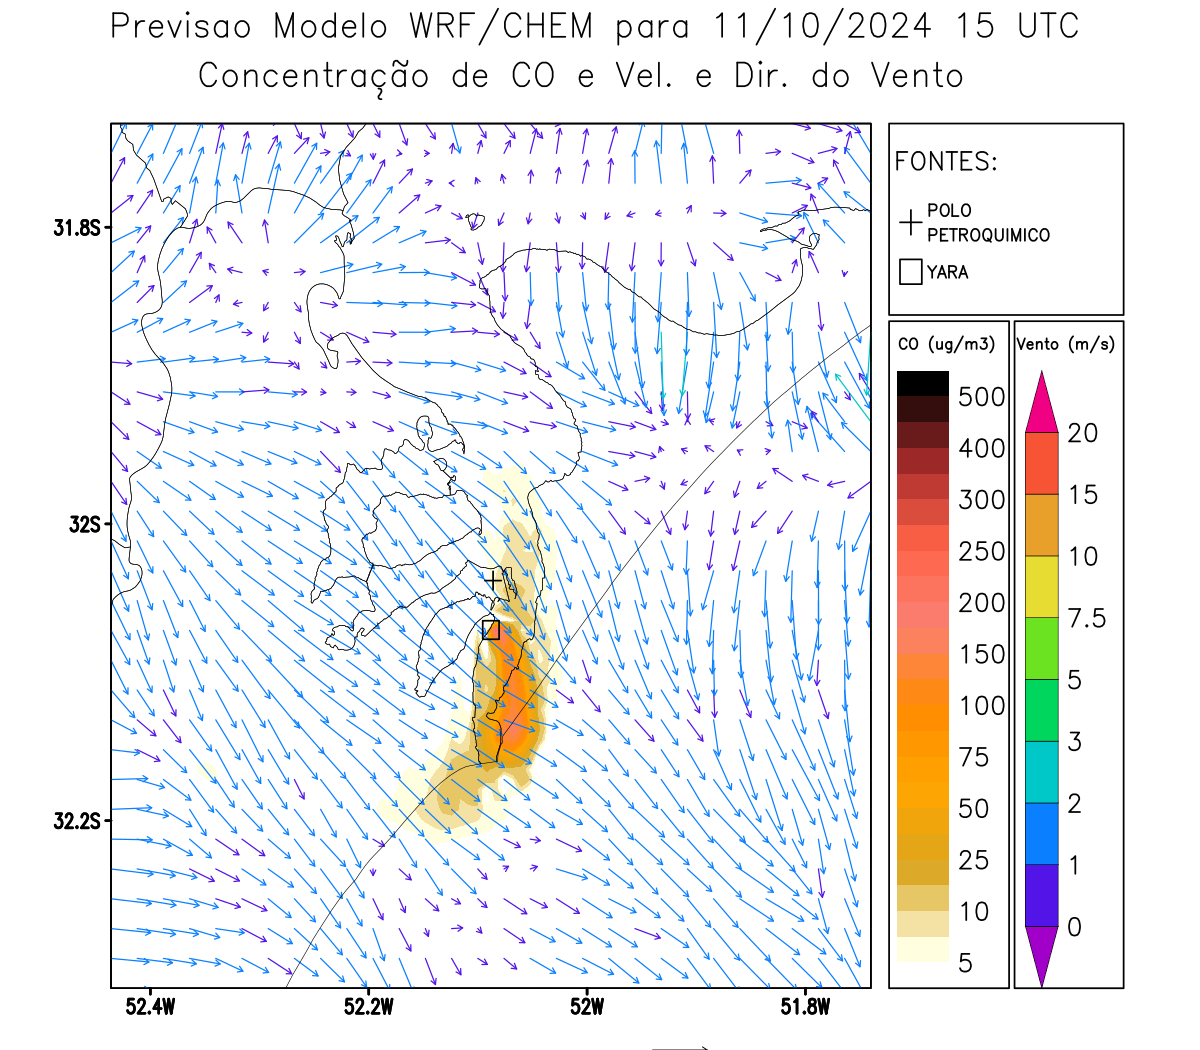 Previsao Modelo WRF/CHEM para 11/10/2024 15 UTC
Concentração de CO e Vel. e Dir. do Vento
FONTES:
POLO
PETROQUIMICO
YARA
CO (ug/m3)
500
400
300
250
200
150
100
75
50
25
10
5
Vento (m/s)
20
15
10
7.5
5
3
2
1
0
31.8S
32S
32.2S
52.4W
52.2W
52W
51.8W